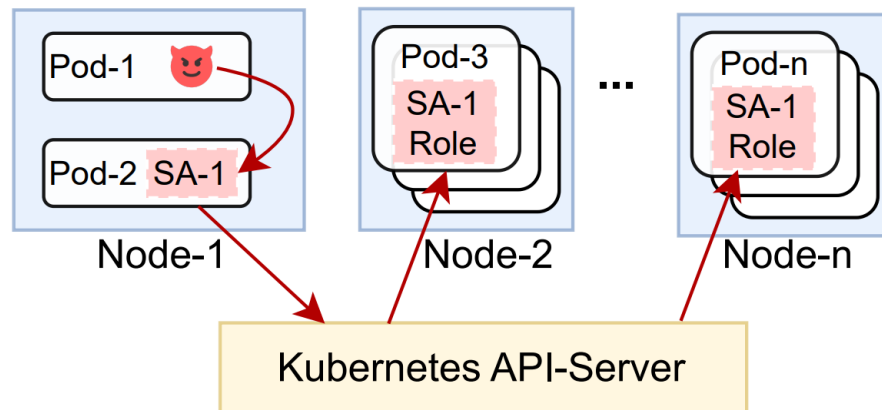 Pod-1
Pod-2 SA-1
Node-1
Pod-3
SA-1
Role
Node-2
...
Pod-n
SA-1
Role
Node-n
Kubernetes API-Server